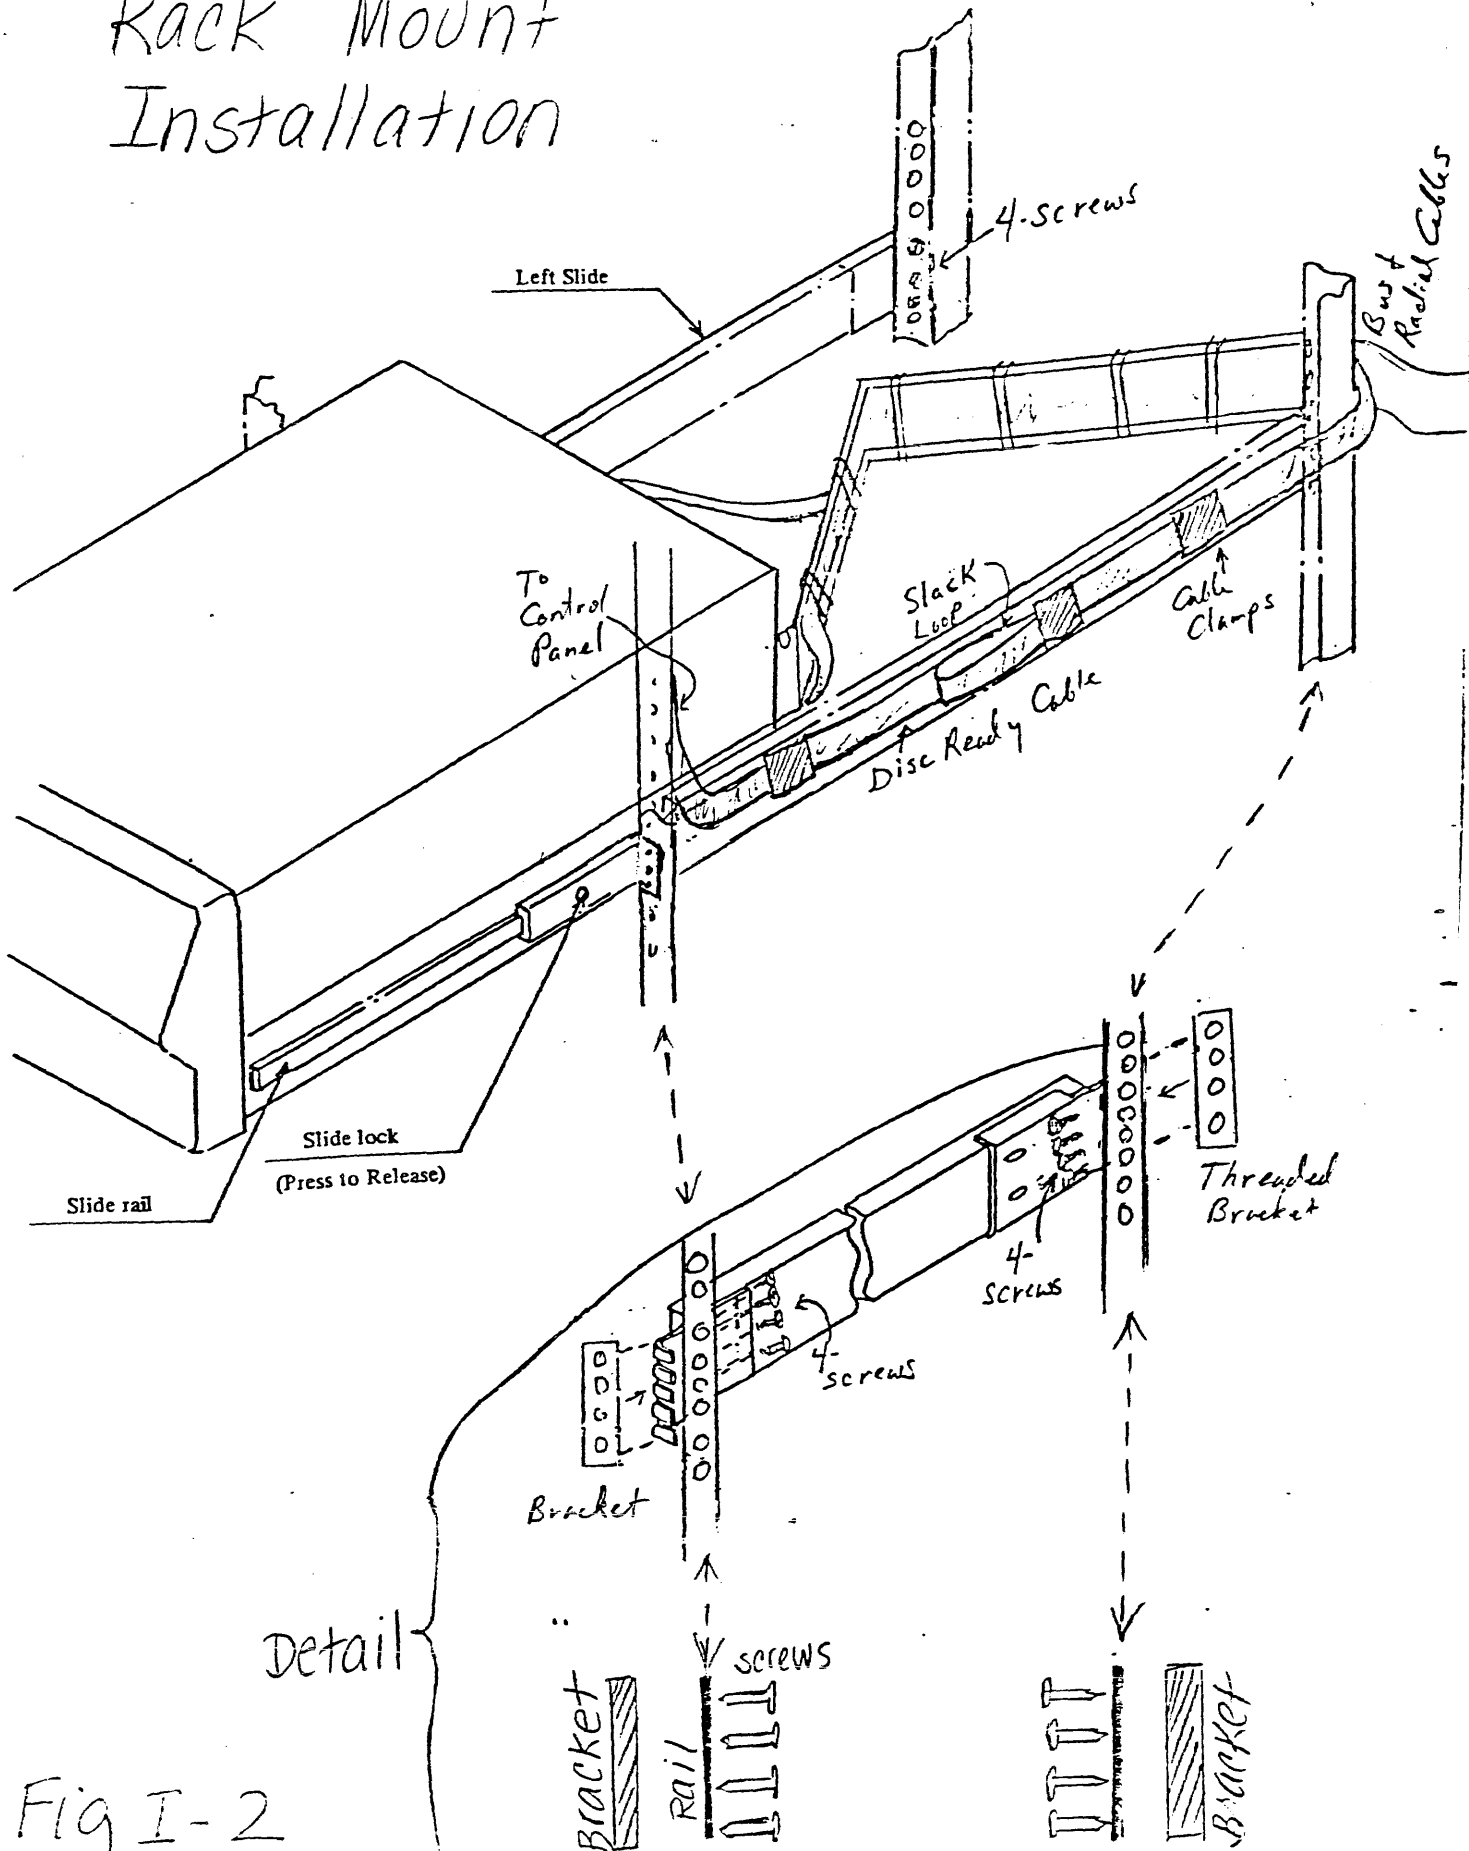 Rack Mount
Installation
4-screws
Bus &
Radial Cables
Left Slide
To
Control
Panel
Slack
Loop
Cable
Clamps
Disc Ready Cable
Slide lock
(Press to Release)
Slide rail
Threaded
Bracket
4-
screws
4-
screws
Bracket
Detail
screws
Bracket
Rail
Bracket
Fig I-2